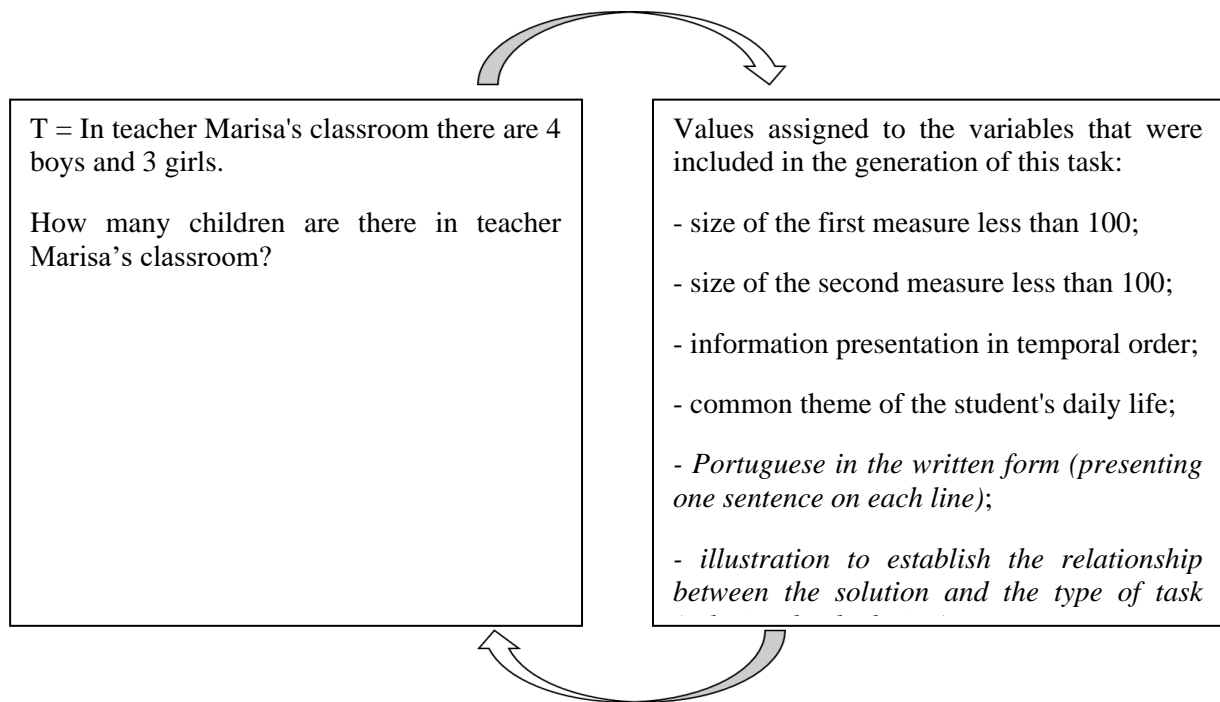 T = In teacher Marisa's classroom there are 4
boys and 3 girls.
How many children are there in teacher
Marisa’s classroom?
Values assigned to the variables that were
included in the generation of this task:
- size of the first measure less than 100;
- size of the second measure less than 100;
- information presentation in temporal order;
- common theme of the student's daily life;
- Portuguese in the written form (presenting
one sentence on each line);
- illustration to establish the relationship
between the solution and the type of task